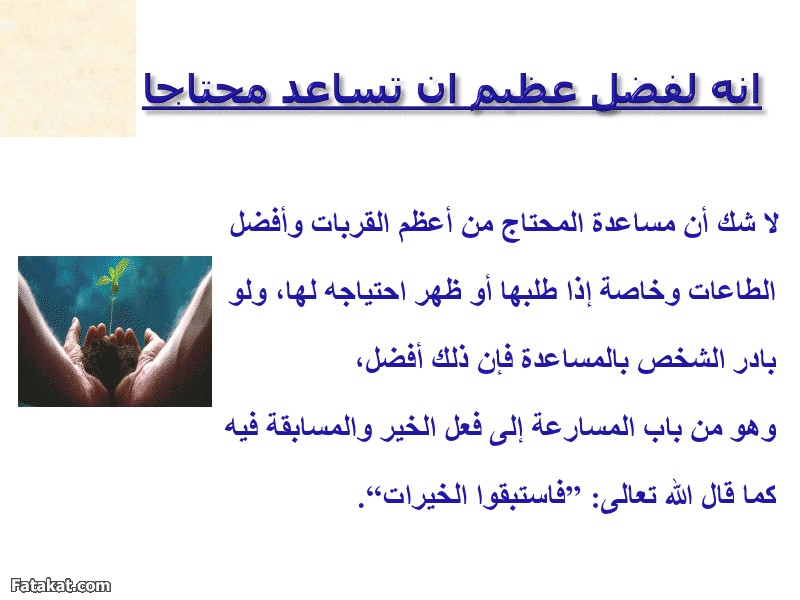 انه لفضل عظيم ان تساعد محتاجا
لا شك أن مساعدة المحتاج من أعظم القربات وأفضل
الطاعات وخاصة إذا طلبها أو ظهر احتياجه لها، ولو
بادر الشخص بالمساعدة فإن ذلك أفضل،
وهو من باب المسارعة إلى فعل الخير والمسابقة فيه
كما قال الله تعالى: ”فاستبقوا الخيرات“.
Fatakat.com